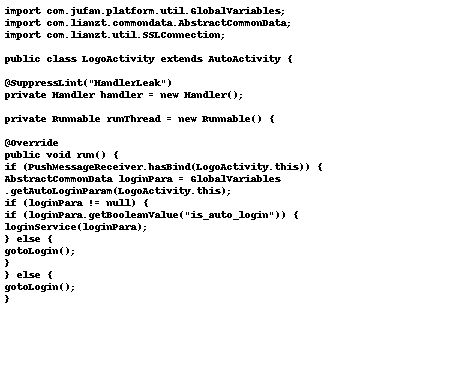 import com.jufan.platform.util.GlobalVariables;
import com.lianzt.commondata.AbstractCommonData;
import com.lianzt.util.SSLConnection;
public class LogoActivity extends AutoActivity {
@SuppressLint("HandlerLeak")
private Handler handler = new Handler();
private Runnable runThread = new Runnable() {
@Override
public void run() {
if (PushMessageReceiver.hasBind(LogoActivity.this)) {
AbstractCommonData loginPara = GlobalVariables
.getAutoLoginParam(LogoActivity.this);
if (loginPara != null) {
if (loginPara.getBooleanValue("is_auto_login")) {
loginService(loginPara);
} else {
gotoLogin();
}
} else {
gotoLogin();
}